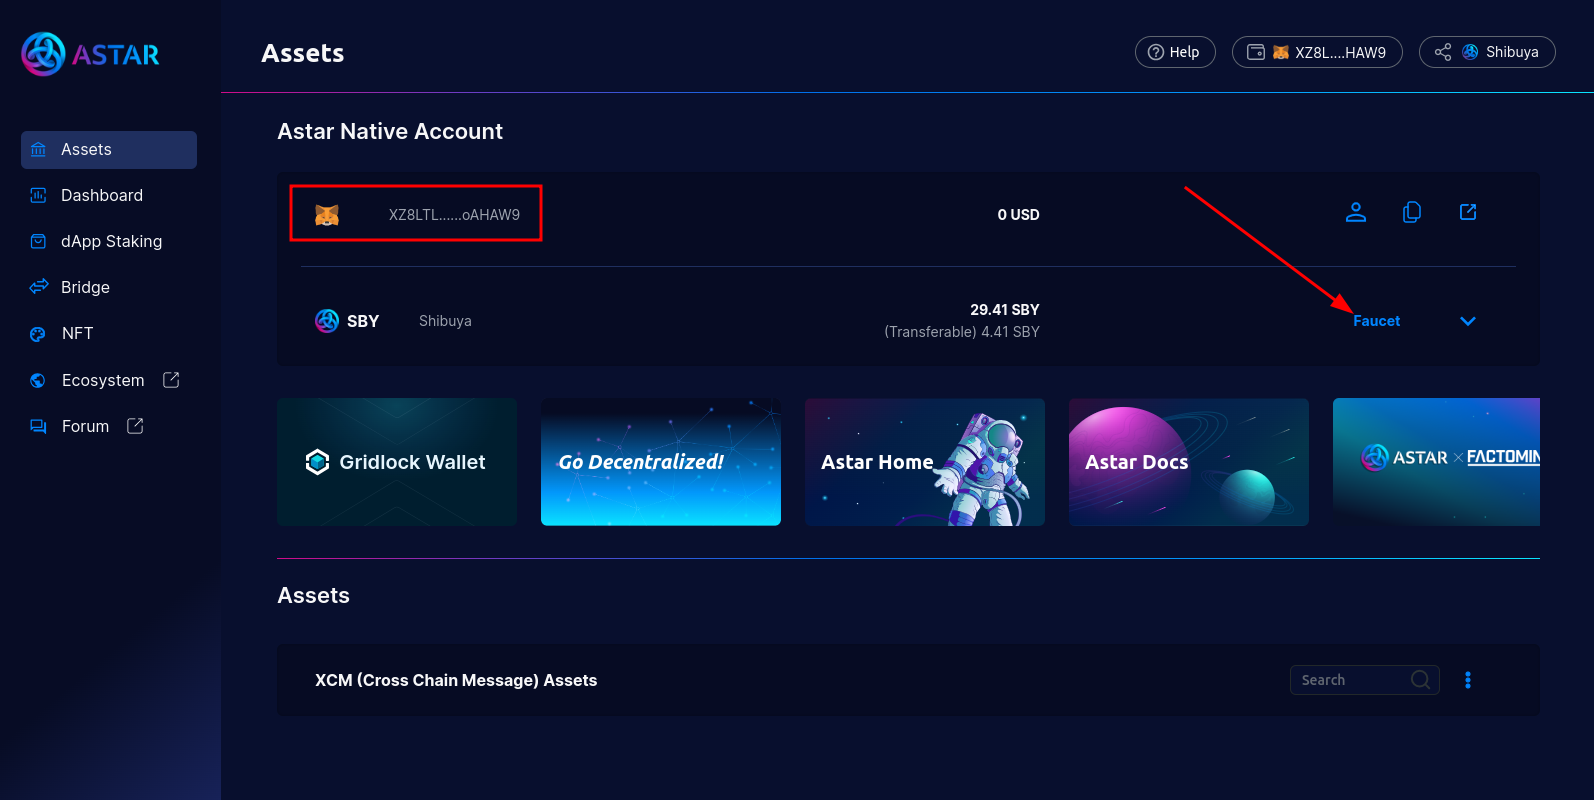 ASTAR
Assets
Help
XZ8L....HAW9
Shibuya
Assets
Dashboard
dApp Staking
Bridge
NFT
Ecosystem
Forum
Astar Native Account
XZ8LTL......oAHAW9
0 USD
SBY
Shibuya
29.41 SBY
(Transferable) 4.41 SBY
Faucet
Gridlock Wallet
Go Decentralized!
Astar Home
Astar Docs
ASTAR × FACTOMIN
Assets
XCM (Cross Chain Message) Assets
Search